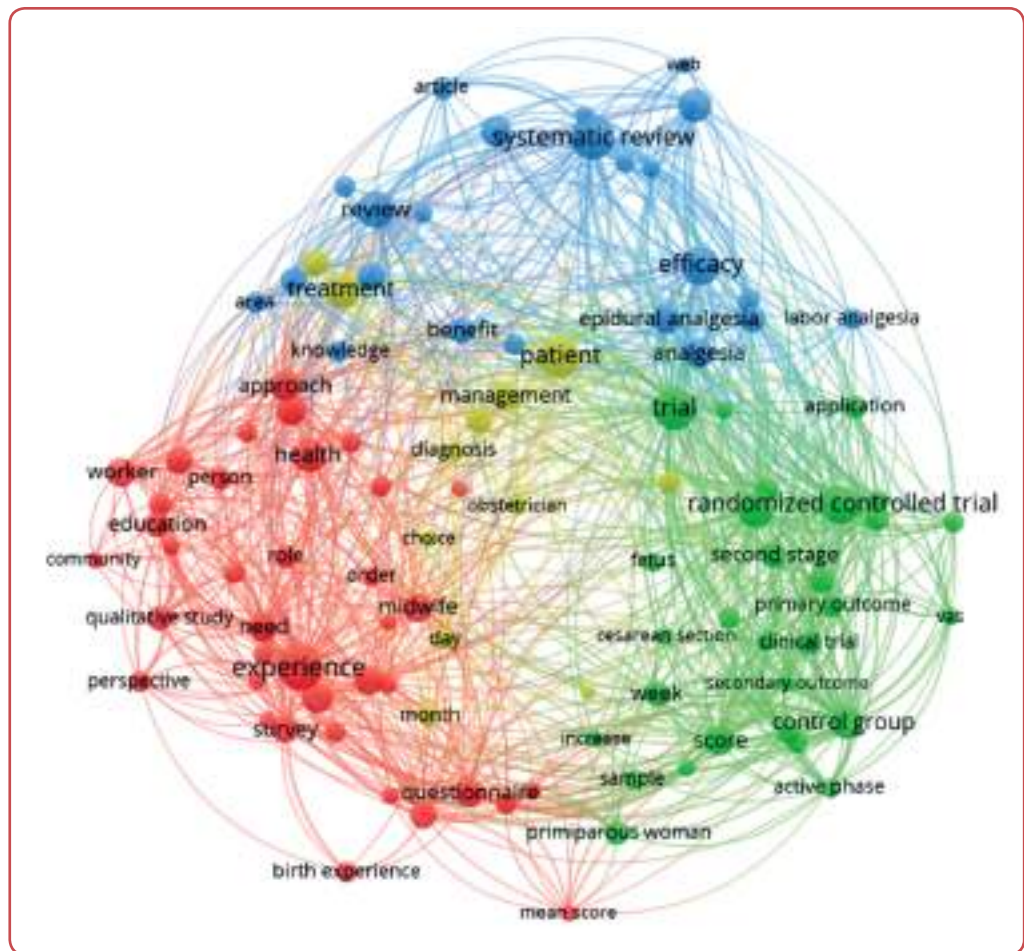 web
article
systematic review
review
efficacy
treatment
area
epidural analgesia
labor analgesia
benefit
knowledge
patient
analgesia
approach
management
trial
application
diagnosis
health
worker
person
obstetrician
randomized controlled trial
education
choice
community
role
fetus
second stage
order
midwife
primary outcome
qualitative study
need
vas
day
cesarean section
clinical trial
experience
perspective
secondary outcome
week
month
control group
survey
increase
score
sample
active phase
questionnaire
primiparous woman
birth experience
mean score